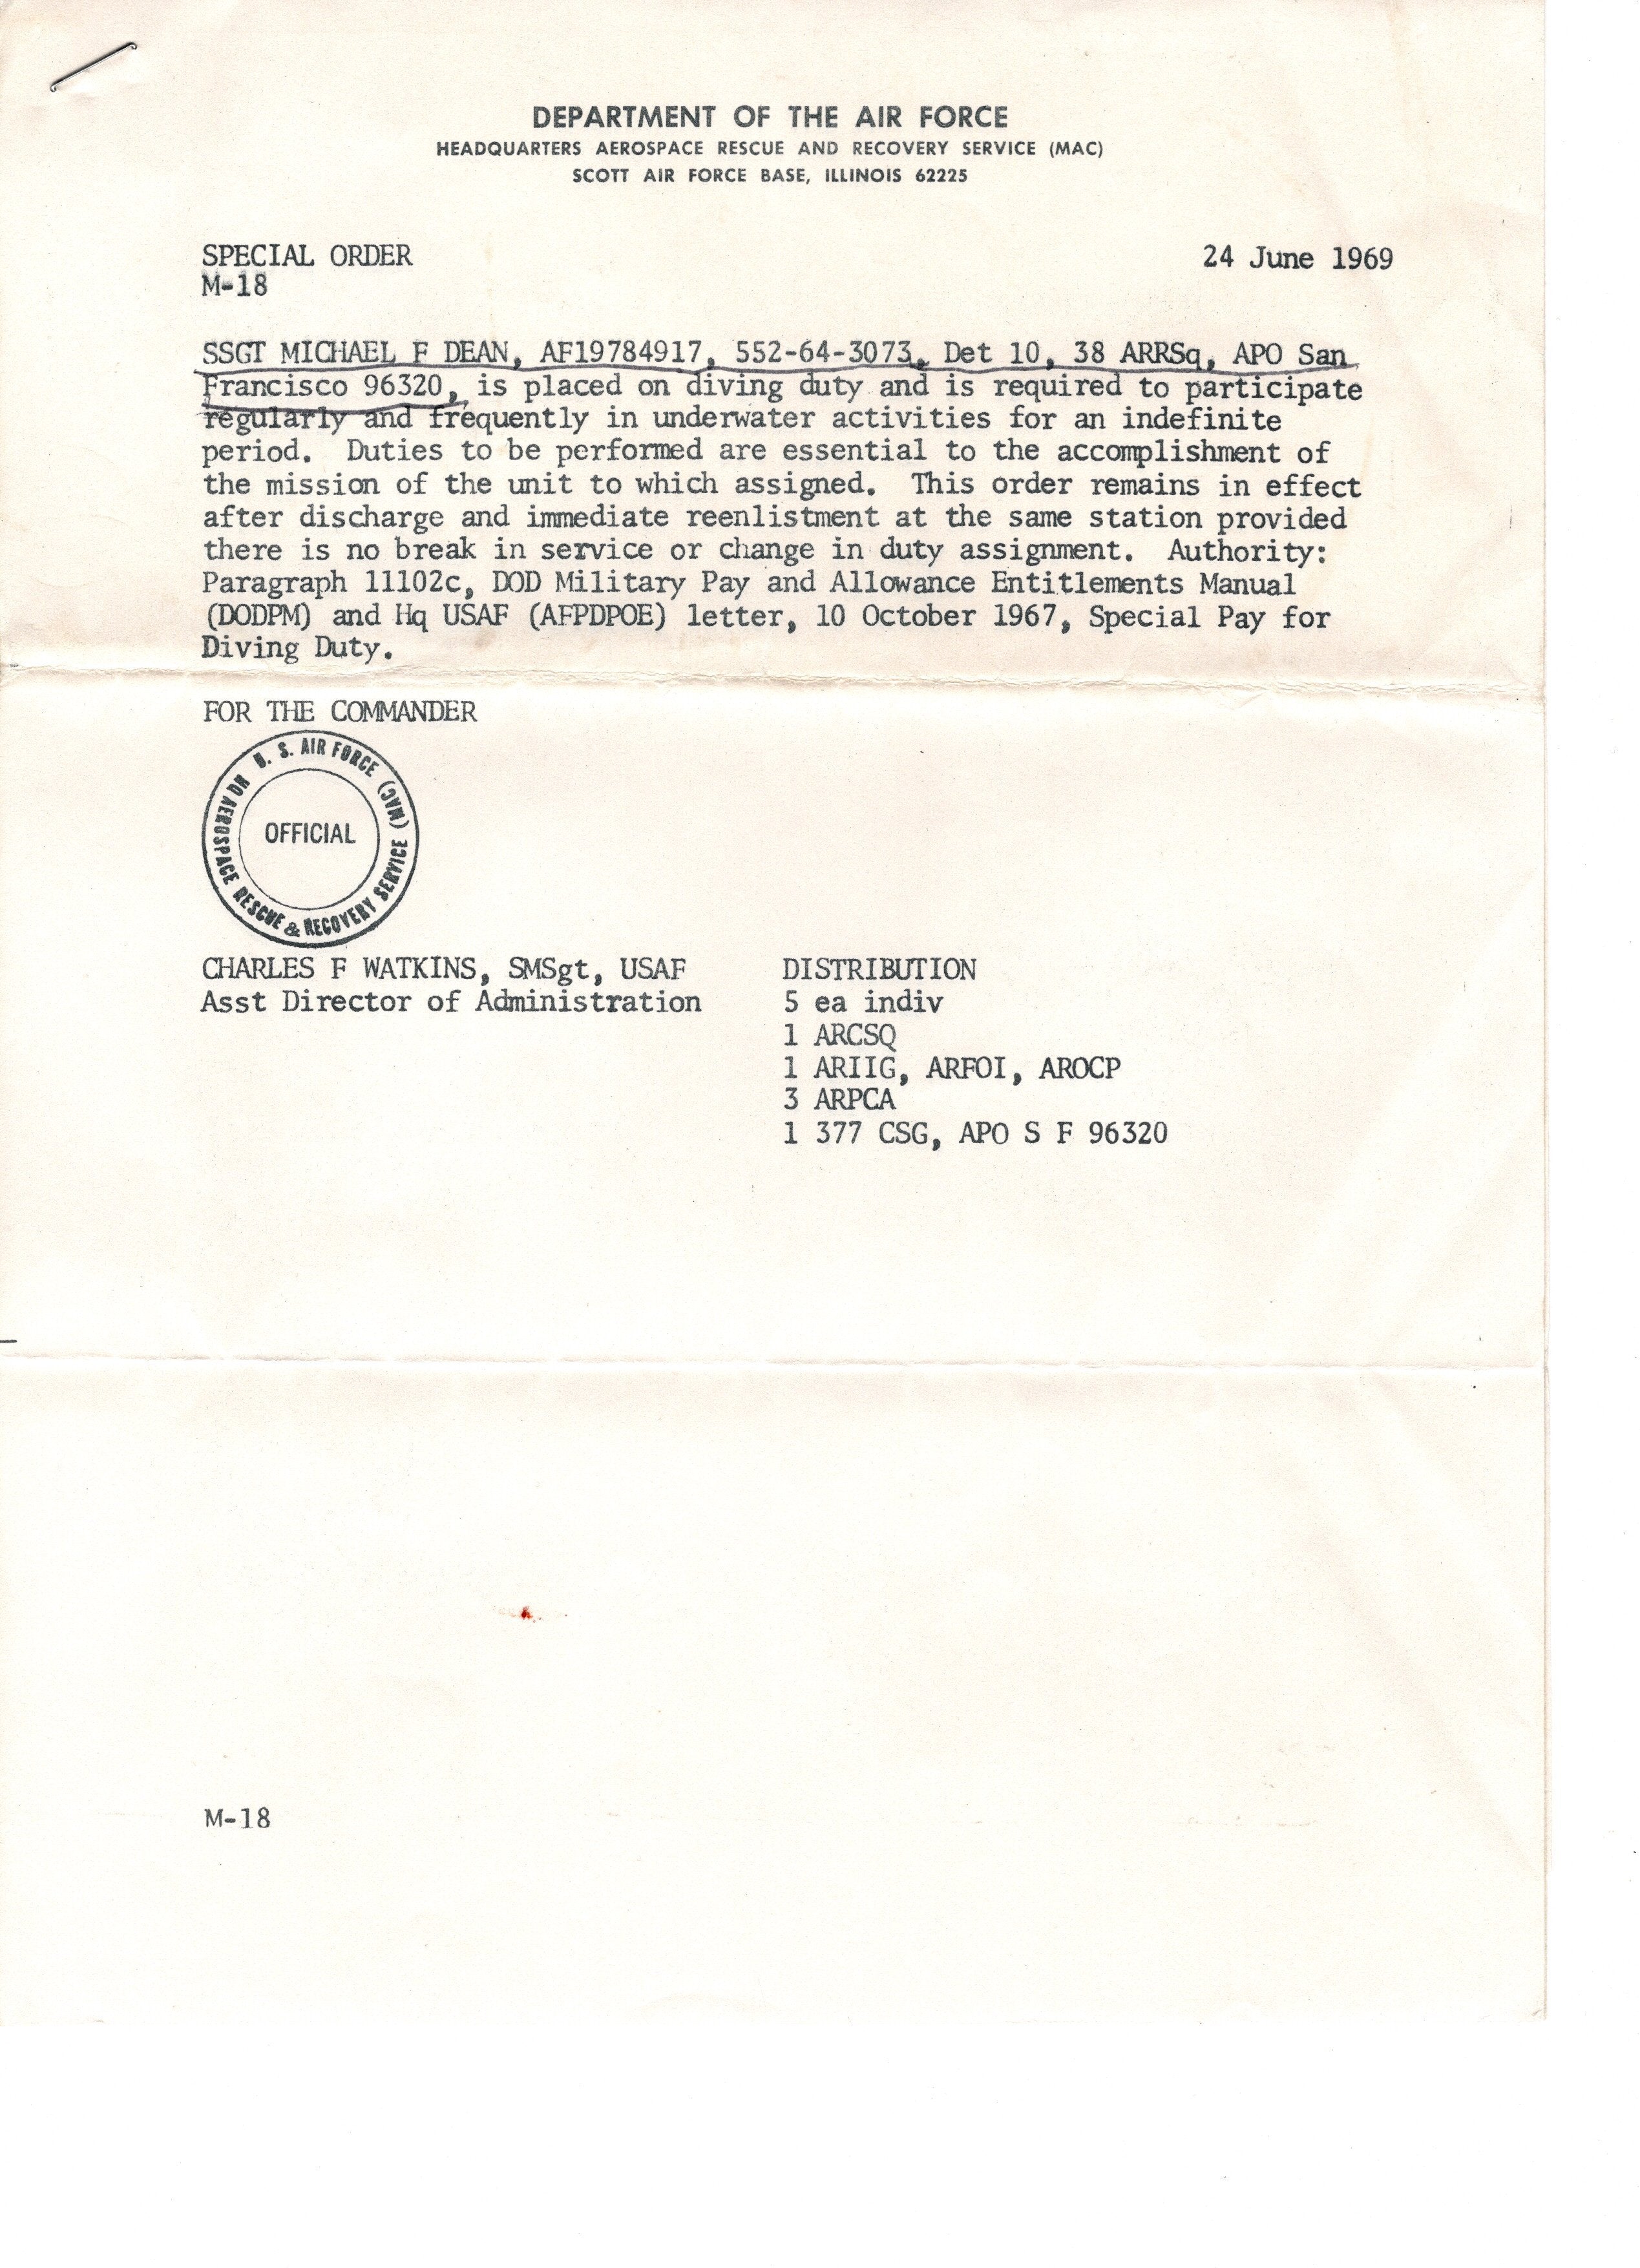 DEPARTMENT OF THE AIR FORCE
HEADQUARTERS AEROSPACE RESCUE AND RECOVERY SERVICE (MAC)
SCOTT AIR FORCE BASE, ILLINOIS 62225
SPECIAL ORDER
24 June 1969
M-18
SSGT MICHAEL F DEAN, AF19784917, 552-64-3073, Det 10, 38 ARRSq, APO San
Francisco 96320, is placed on diving duty and is required to participate
regularly and frequently in underwater activities for an indefinite
period. Duties to be performed are essential to the accomplishment of
the mission of the unit to which assigned. This order remains in effect
after discharge and immediate reenlistment at the same station provided
there is no break in service or change in duty assignment. Authority:
Paragraph 11102c, DOD Military Pay and Allowance Entitlements Manual
(DODPM) and Hq USAF (AFPDPOE) letter, 10 October 1967, Special Pay for
Diving Duty.
FOR THE COMMANDER
HQ AEROSPACE RESCUE & RECOVERY SERVICE (MAC)
U. S. AIR FORCE
OFFICIAL
CHARLES F WATKINS, SMSgt, USAF
Asst Director of Administration
DISTRIBUTION
5 ea indiv
1 ARCSQ
1 ARIIG, ARFOI, AROCP
3 ARPCA
1 377 CSG, APO S F 96320
M-18